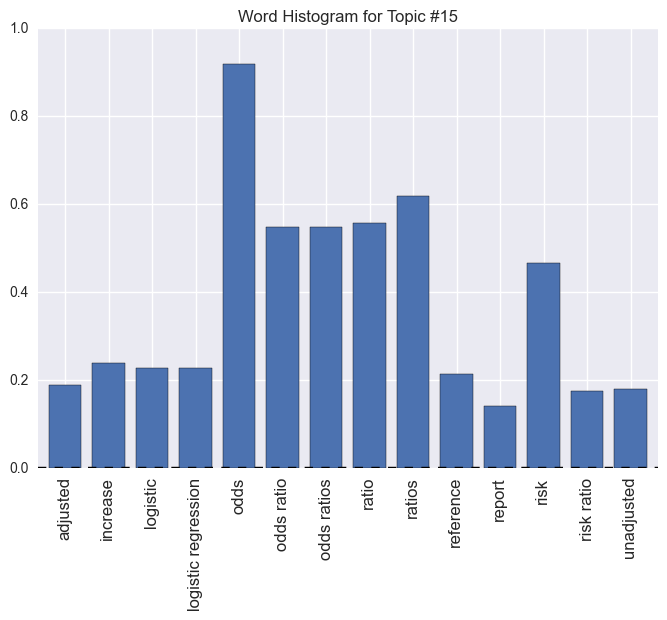 Word Histogram for Topic #15
1.0
0.8
0.6
0.4
0.2
0.0
adjusted
increase
logistic
logistic regression
odds
odds ratio
odds ratios
ratio
ratios
reference
report
risk
risk ratio
unadjusted